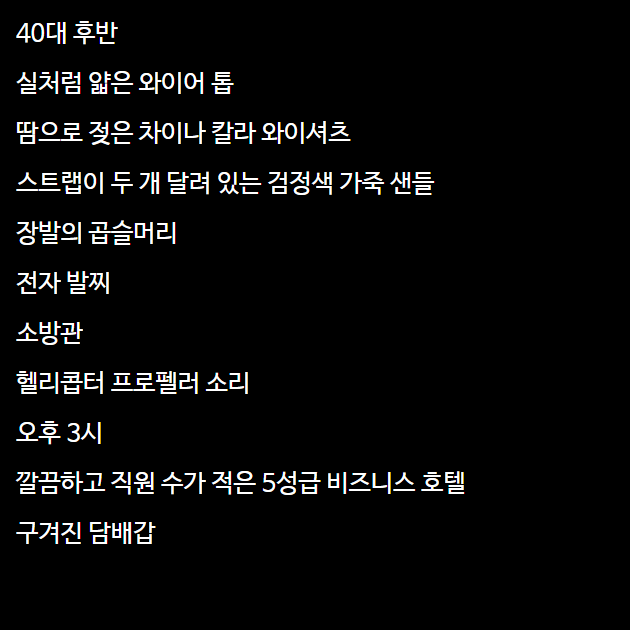 40대 후반
실처럼 얇은 와이어 톱
땀으로 젖은 차이나 칼라 와이셔츠
스트랩이 두 개 달려 있는 검정색 가죽 샌들
장발의 곱슬머리
전자 발찌
소방관
헬리콥터 프로펠러 소리
오후 3시
깔끔하고 직원 수가 적은 5성급 비즈니스 호텔
구겨진 담배갑